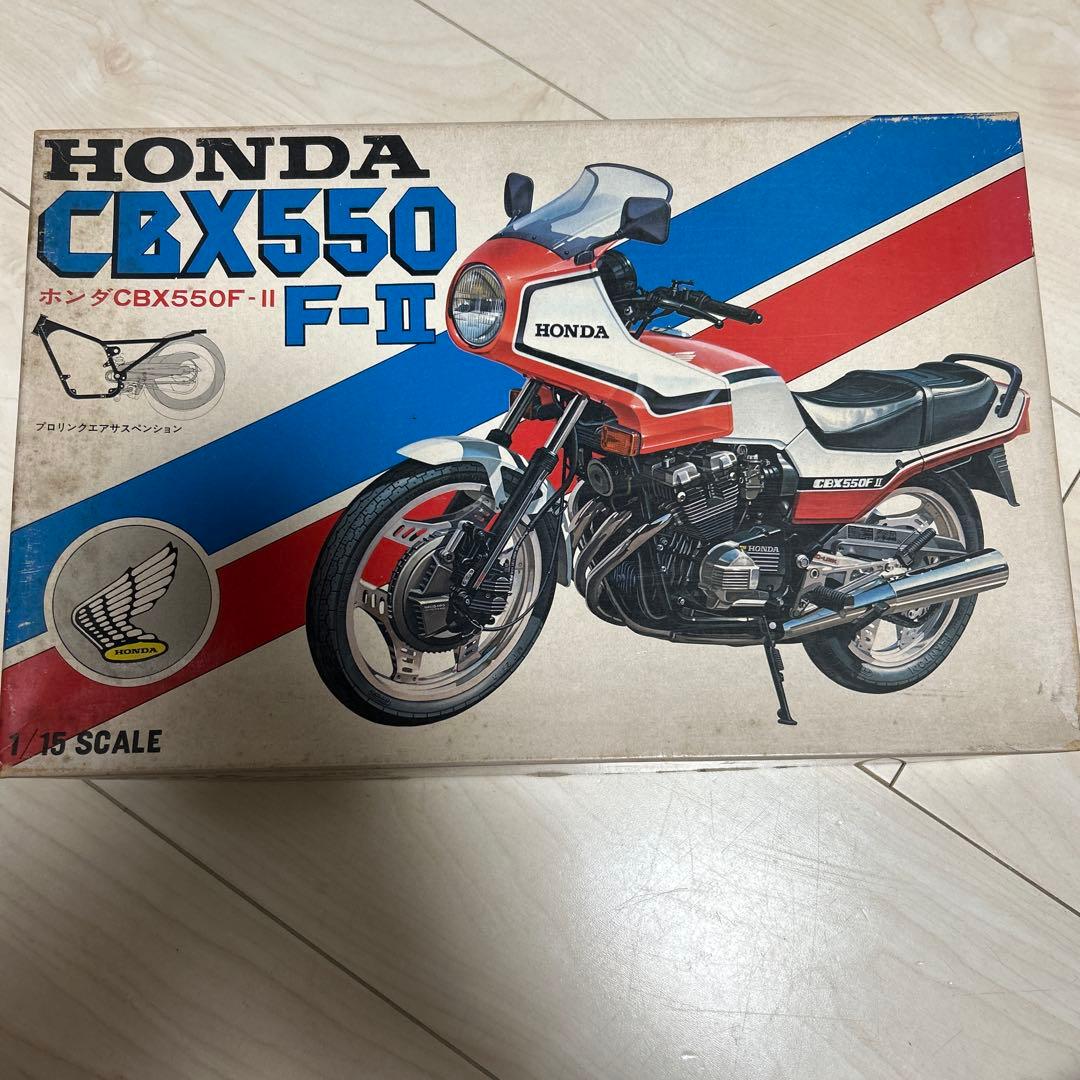 HONDA
CBX550
F-II
ホンダCBX550F-II
プロリンクエアサスペンション
HONDA
CBX550F II
HONDA
HONDA
1/15 SCALE